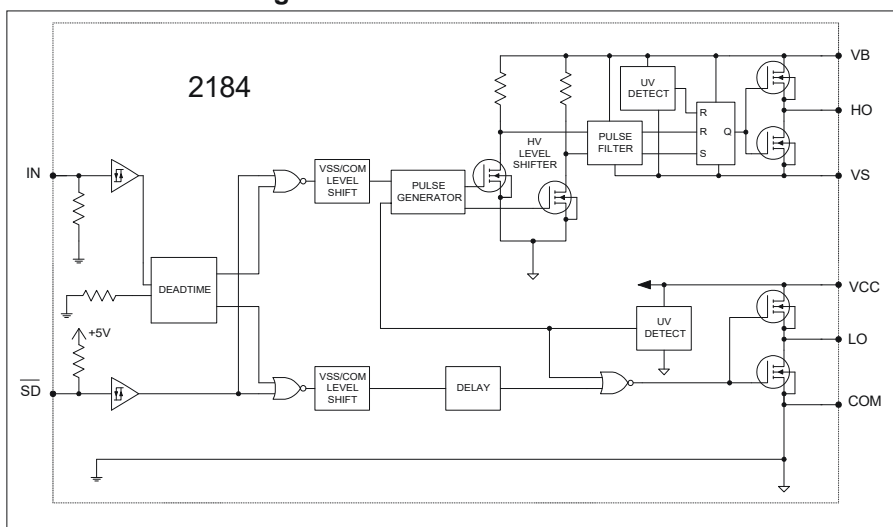 2184
VB
UV
DETECT
HO
R
R Q
S
PULSE
FILTER
HV
LEVEL
SHIFTER
VS
IN
VSS/COM
LEVEL
SHIFT
PULSE
GENERATOR
DEADTIME
VCC
UV
DETECT
LO
+5V
SD
VSS/COM
LEVEL
SHIFT
DELAY
COM